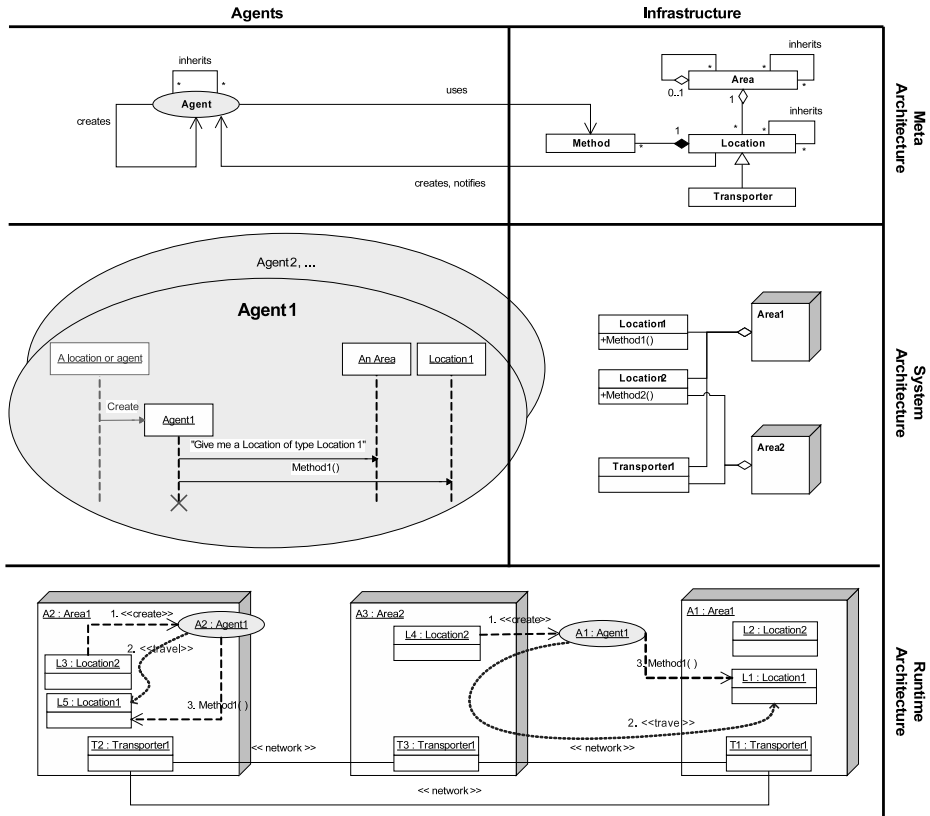 Agents
Infrastructure
Meta
Architecture
inherits
*
*
Agent
creates
uses
creates, notifies
Method
*
1
inherits
*
*
*
Area
0..1
1
*
inherits
*
*
Location
Transporter
System
Architecture
Agent2, ...
Agent1
A location or agent
An Area
Location1
Create
Agent1
"Give me a Location of type Location 1"
Method1()
Location1
+Method1()
Location2
+Method2()
Transporter1
Area1
Area2
Runtime
Architecture
A2 : Area1
1. <<create>>
A2 : Agent1
2. <<travel>>
L3 : Location2
L5 : Location1
3. Method1( )
T2 : Transporter1
<< network >>
A3 : Area2
L4 : Location2
1. <<create>>
A1 : Agent1
3. Method1( )
2. <<trave >>
T3 : Transporter1
<< network >>
A1 : Area1
L2 : Location2
L1 : Location1
T1 : Transporter1
<< network >>